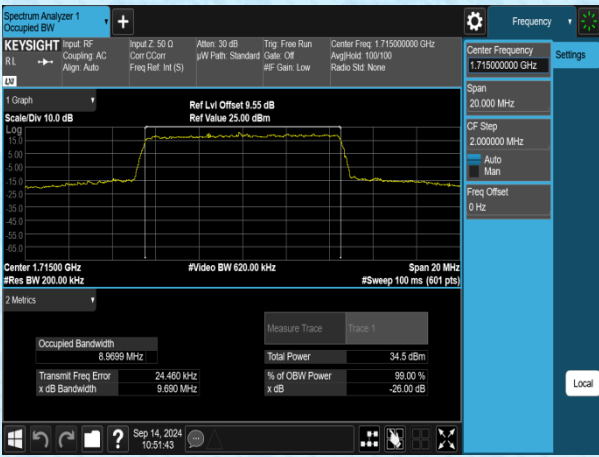 Spectrum Analyzer 1
Occupied BW
+
Frequency
KEYSIGHT
RL
LXI
Input: RF
Coupling: AC
Align: Auto
Input Z: 50 Ω
Corr CCorr
Freq Ref: Int (S)
Atten: 30 dB
µW Path: Standard
Trig: Free Run
Gate: Off
#IF Gain: Low
Center Freq: 1.715000000 GHz
Avg|Hold: 100/100
Radio Std: None
Center Frequency
1.715000000 GHz
Settings
Span
20.000 MHz
CF Step
2.000000 MHz
Auto
Man
Freq Offset
0 Hz
Local
1 Graph
Scale/Div 10.0 dB
Ref Lvl Offset 9.55 dB
Ref Value 25.00 dBm
Log
15.0
5.00
-5.00
-15.0
-25.0
-35.0
-45.0
-55.0
-65.0
Center 1.71500 GHz
#Video BW 620.00 kHz
Span 20 MHz
#Res BW 200.00 kHz
#Sweep 100 ms (601 pts)
2 Metrics
Measure Trace
Trace 1
Occupied Bandwidth
8.9699 MHz
Total Power
34.5 dBm
Transmit Freq Error
24.460 kHz
% of OBW Power
99.00 %
x dB Bandwidth
9.690 MHz
x dB
-26.00 dB
?
Sep 14, 2024
10:51:43